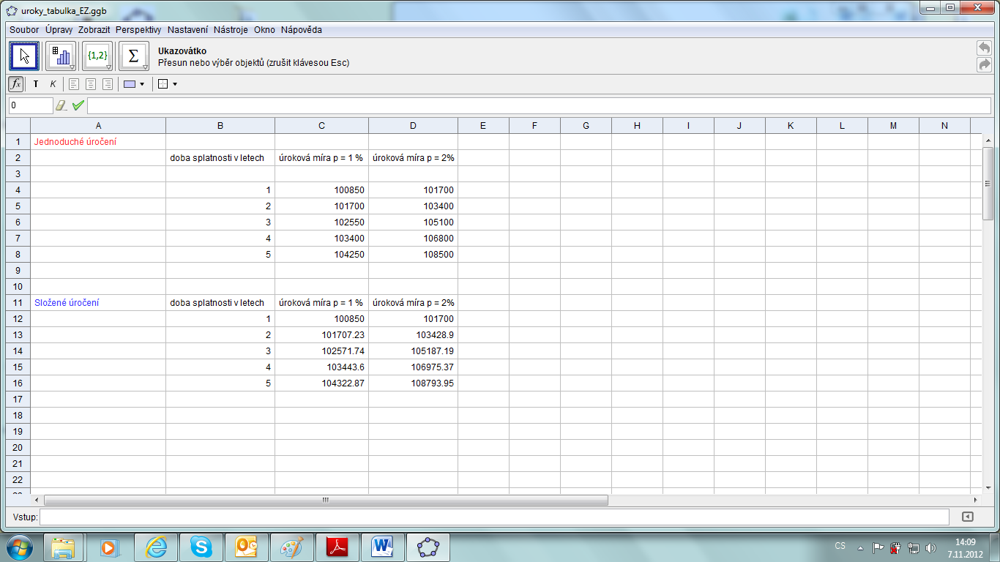 uroky_tabulka_EZ.ggb
Soubor Úpravy Zobrazit Perspektivy Nastavení Nástroje Okno Nápověda
{1,2} Σ
Ukazovátko
Přesun nebo výběr objektů (zrušit klávesou Esc)
fx T K
0
A B C D E F G H I J K L M N
1 Jednoduché úročení
2 doba splatnosti v letech úroková míra p = 1 % úroková míra p = 2%
3
4 1 100850 101700
5 2 101700 103400
6 3 102550 105100
7 4 103400 106800
8 5 104250 108500
9
10
11 Složené úročení doba splatnosti v letech úroková míra p = 1 % úroková míra p = 2%
12 1 100850 101700
13 2 101707.23 103428.9
14 3 102571.74 105187.19
15 4 103443.6 106975.37
16 5 104322.87 108793.95
17
18
19
20
21
22
Vstup:
CS 14:09
7.11.2012